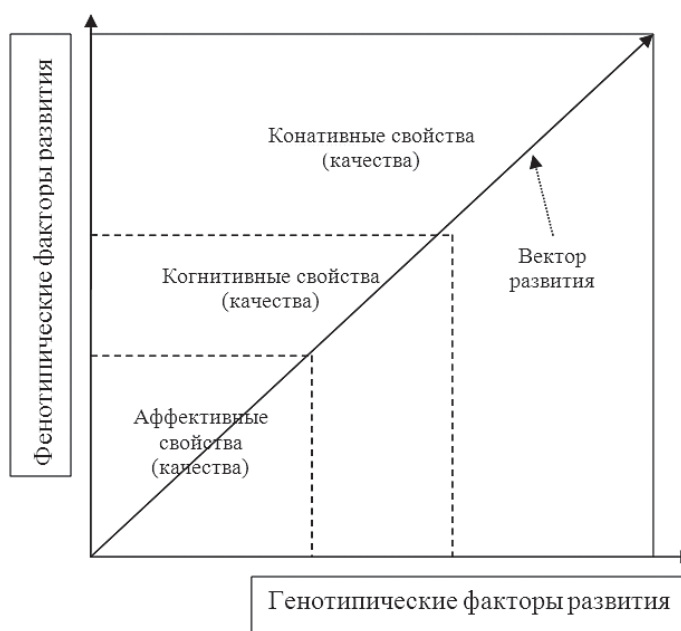 Фенотипические факторы развития
Конативные свойства
(качества)
Когнитивные свойства
(качества)
Вектор
развития
Аффективные
свойства
(качества)
Генотипические факторы развития